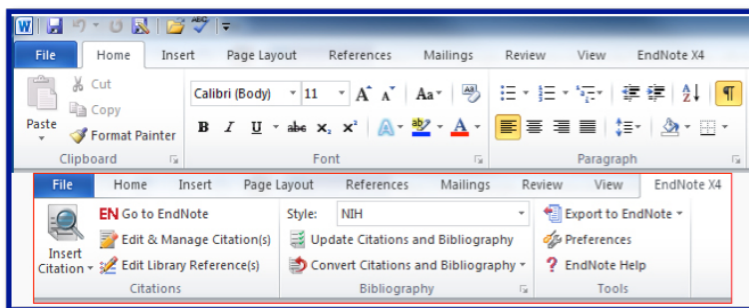 W ABC
File Home Insert Page Layout References Mailings Review View EndNote X4
Cut
Copy
Paste
Format Painter
Clipboard
Calibri (Body) 11 A A Aa
B I U abc X₂ X² A ab A
Font
A Z
¶
Paragraph
File Home Insert Page Layout References Mailings Review View EndNote X4
Insert Citation
EN Go to EndNote
Edit & Manage Citation(s)
Edit Library Reference(s)
Citations
Style: NIH
Update Citations and Bibliography
Convert Citations and Bibliography
Bibliography
Export to EndNote
Preferences
? EndNote Help
Tools